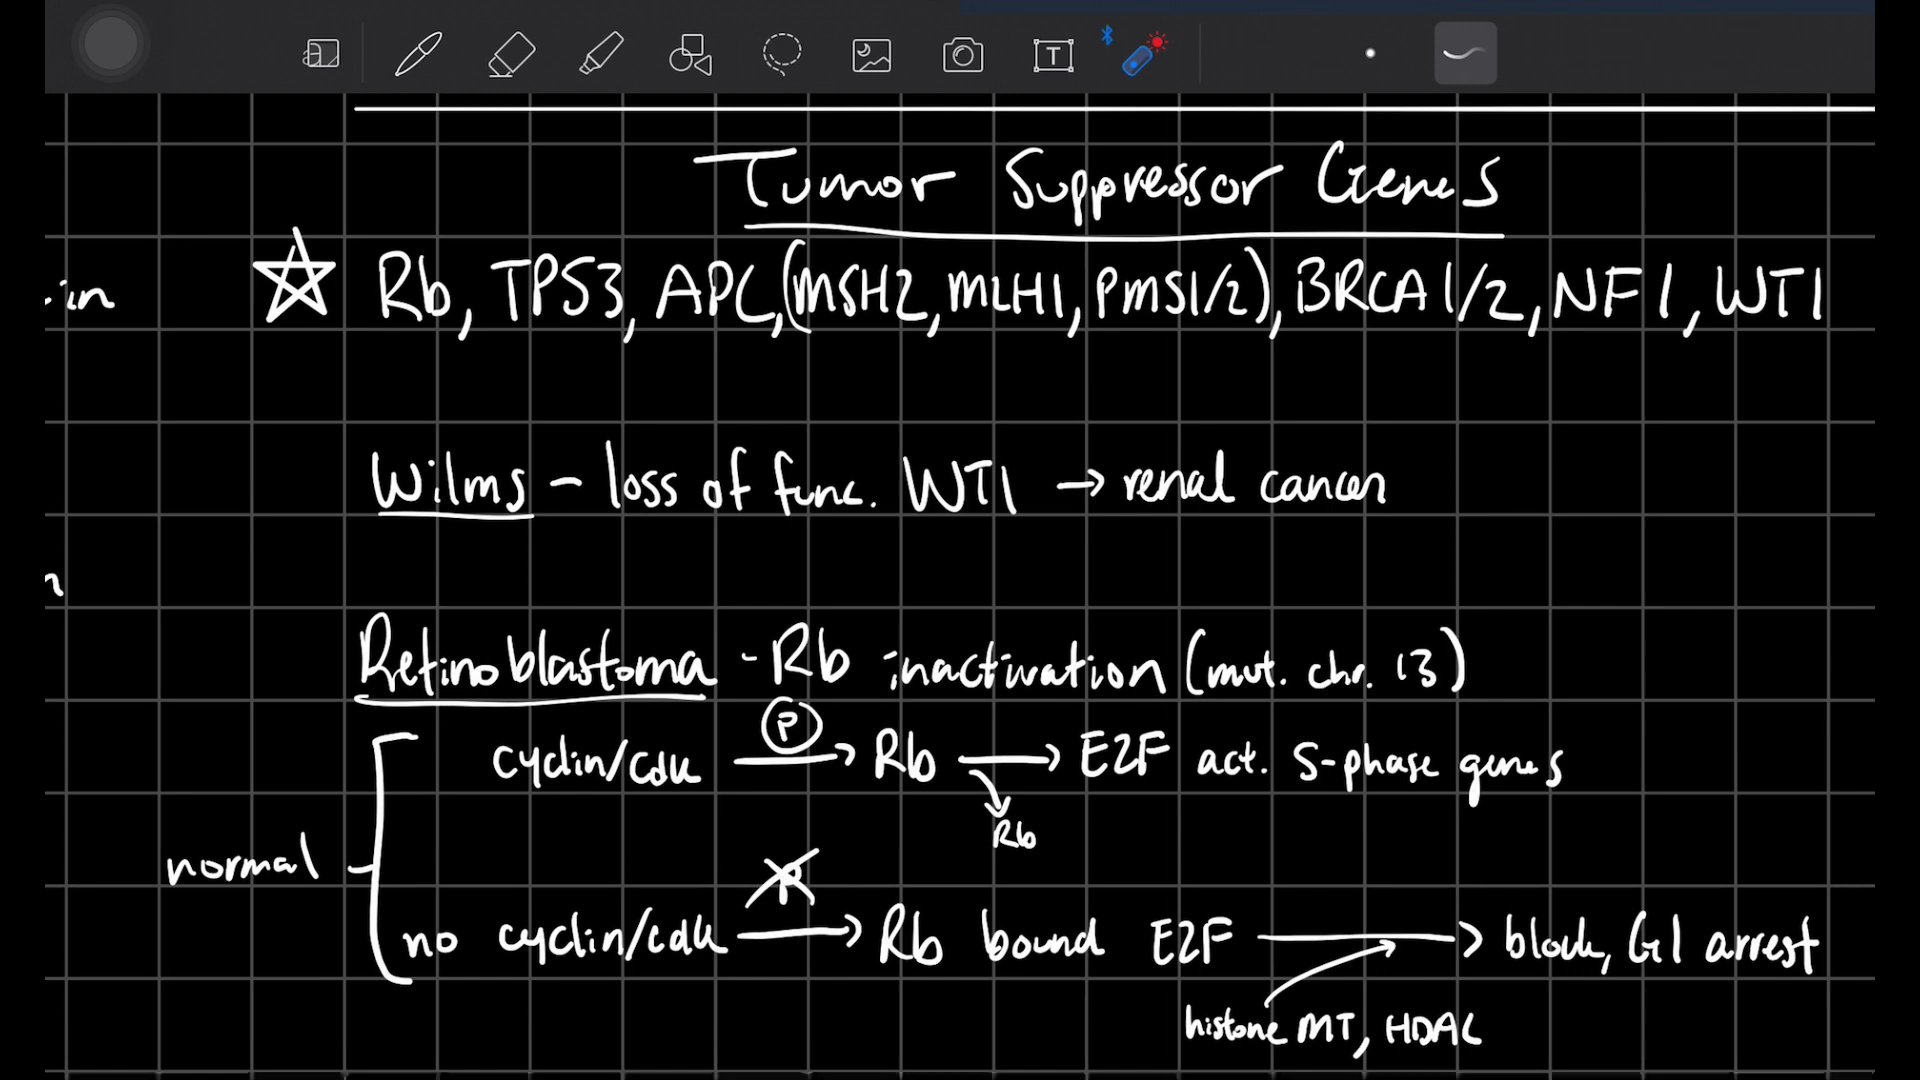 Tumor Suppressor Genes
in
☆ Rb, TP53, APC, (MSH2, MLH1, PMS1/2), BRCA1/2, NF1, WT1
Wilms - loss of func. WT1 → renal cancer
Retinoblastoma - Rb inactivation (mut. chr. 13)
P
cyclin/cdk → Rb → E2F act. S-phase genes
Rb
normal
P
no cyclin/cdk → Rb bound E2F → block, G1 arrest
histone MT, HDAC